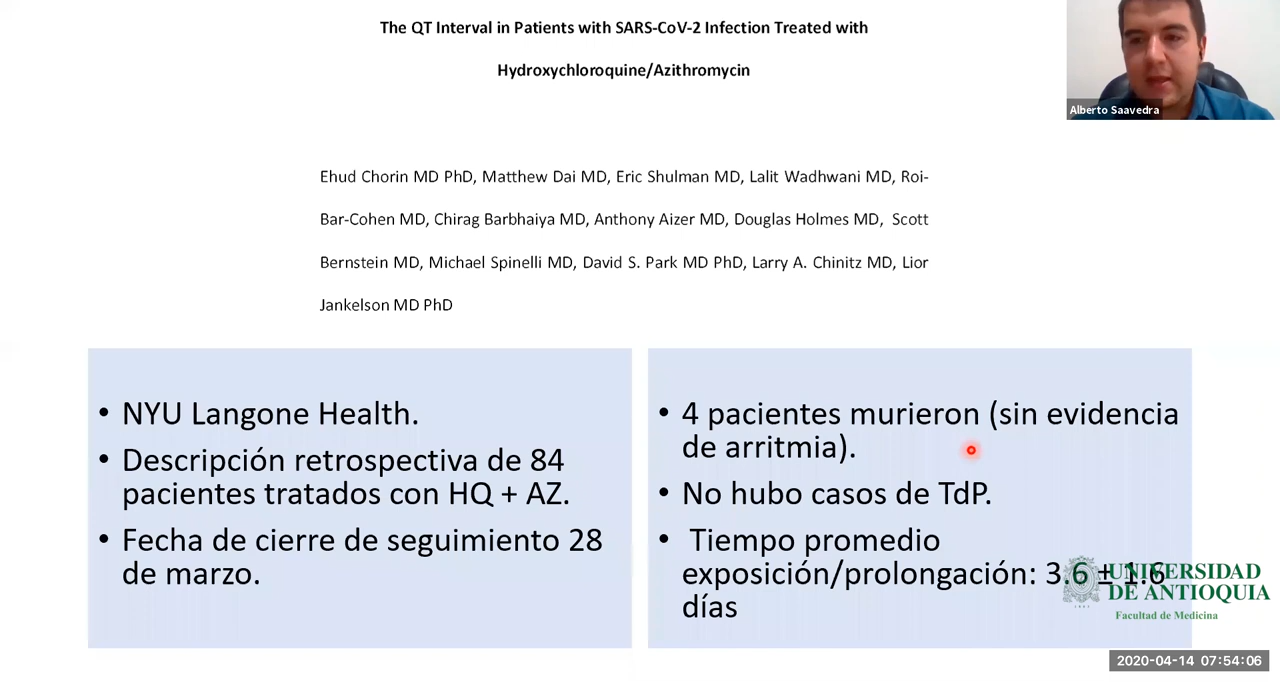 The QT Interval in Patients with SARS-CoV-2 Infection Treated with
Hydroxychloroquine/Azithromycin
Alberto Saavedra
Ehud Chorin MD PhD, Matthew Dai MD, Eric Shulman MD, Lalit Wadhwani MD, Roi-
Bar-Cohen MD, Chirag Barbhaiya MD, Anthony Aizer MD, Douglas Holmes MD, Scott
Bernstein MD, Michael Spinelli MD, David S. Park MD PhD, Larry A. Chinitz MD, Lior
Jankelson MD PhD
• NYU Langone Health.
• Descripción retrospectiva de 84
pacientes tratados con HQ + AZ.
• Fecha de cierre de seguimiento 28
de marzo.
• 4 pacientes murieron (sin evidencia
de arritmia).
• No hubo casos de TdP.
• Tiempo promedio
exposición/prolongación: 3.6 ± 1.6
días
UNIVERSIDAD
DE ANTIOQUIA
Facultad de Medicina
2020-04-14 07:54:06